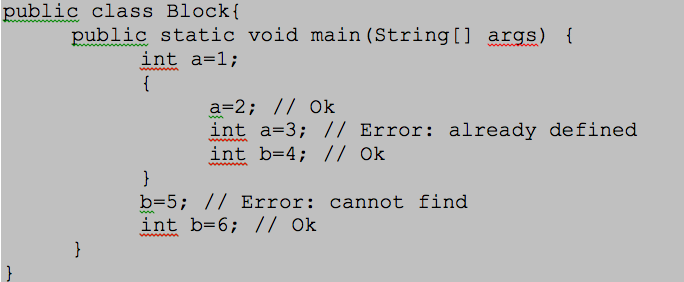 public class Block{
public static void main(String[] args) {
int a=1;
{
a=2; // Ok
int a=3; // Error: already defined
int b=4; // Ok
}
b=5; // Error: cannot find
int b=6; // Ok
}
}